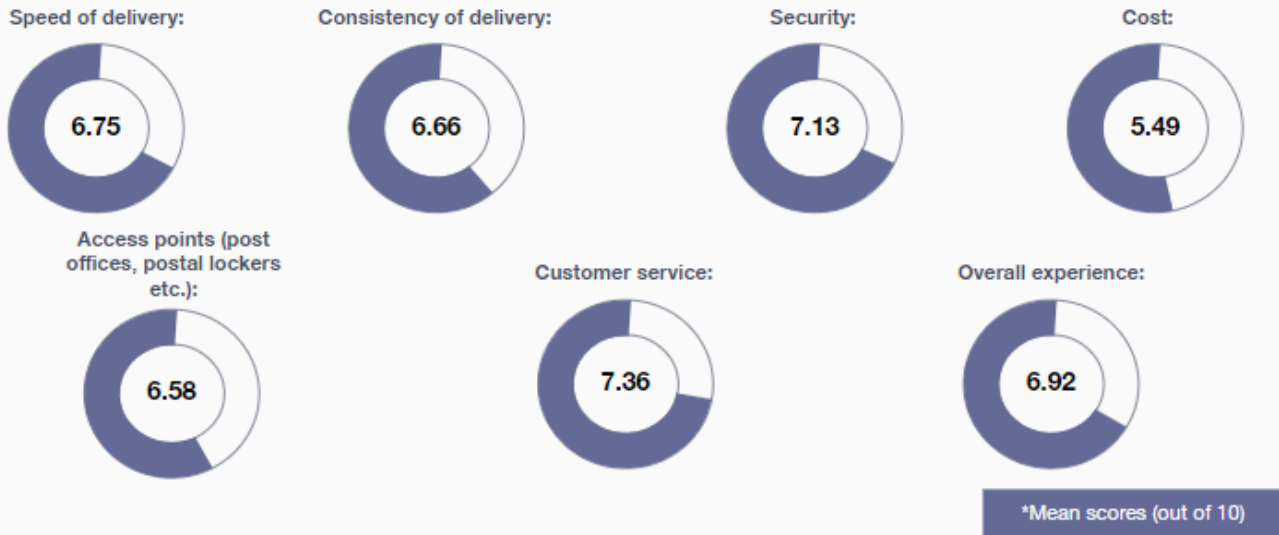 Speed of delivery:
Consistency of delivery:
Security:
Cost:
6.75
6.66
7.13
5.49
Access points (post
offices, postal lockers
etc.):
Customer service:
Overall experience:
6.58
7.36
6.92
*Mean scores (out of 10)